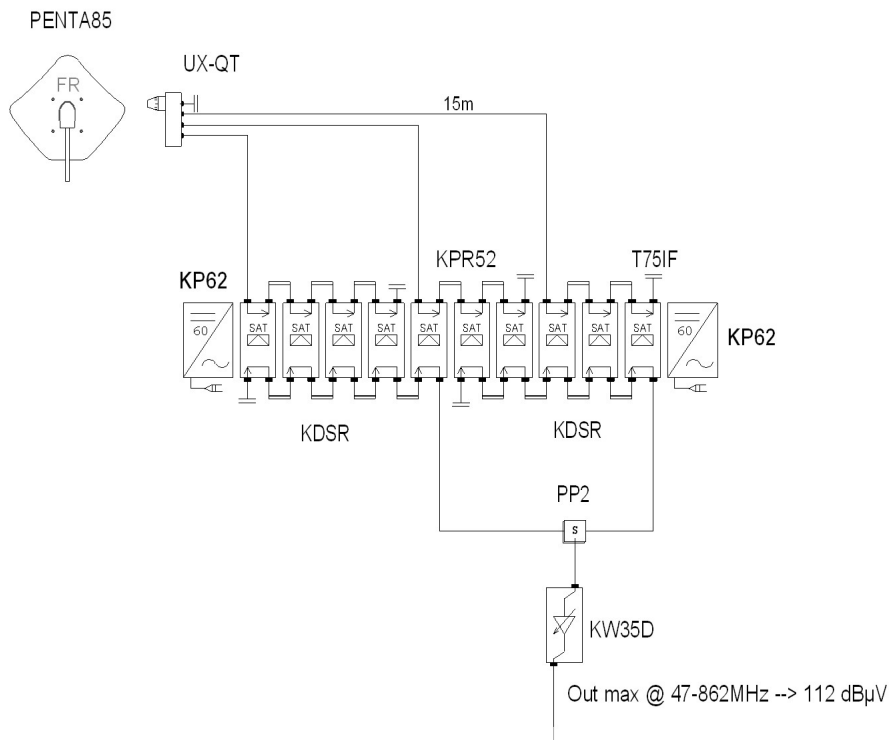 PENTA85
FR
UX-QT
15m
KPR52
T75IF
KP62
60
SAT
SAT
SAT
SAT
SAT
SAT
SAT
SAT
SAT
SAT
60
KP62
KDSR
KDSR
PP2
S
KW35D
Out max @ 47-862MHz --> 112 dBµV